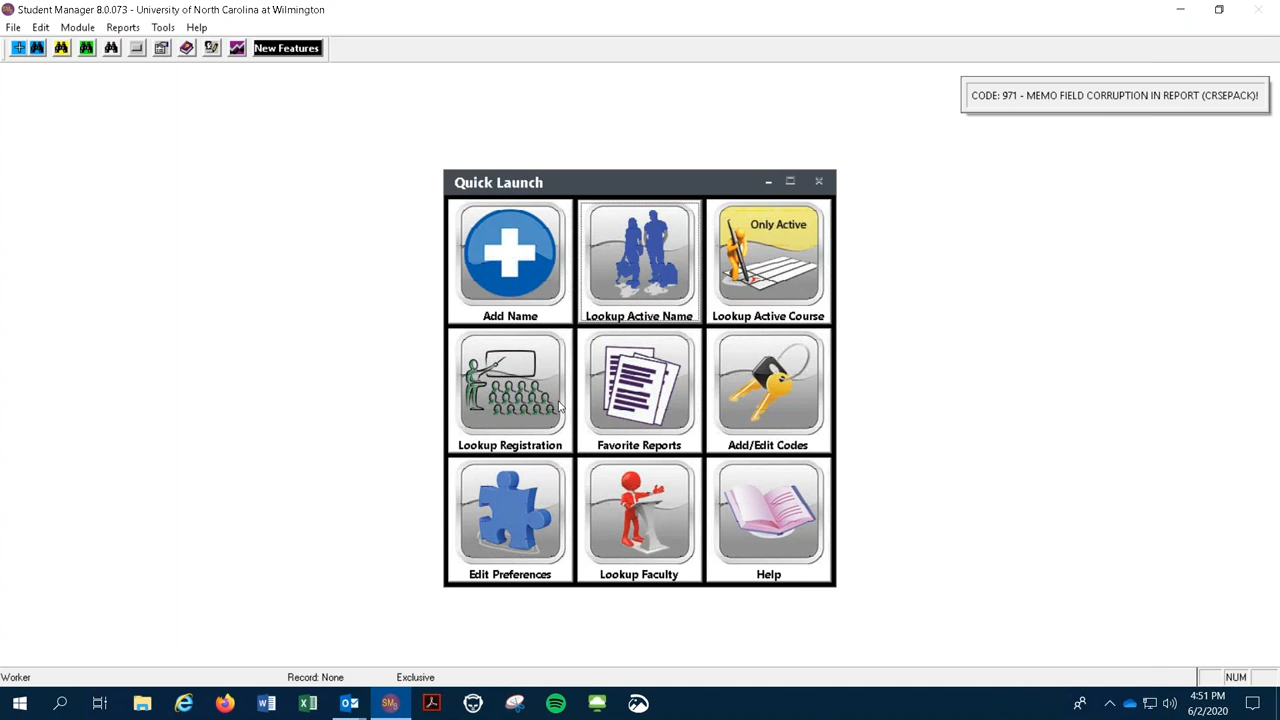 Student Manager 8.0.073 - University of North Carolina at Wilmington
File Edit Module Reports Tools Help
New Features
CODE: 971 - MEMO FIELD CORRUPTION IN REPORT (CRSEPACK)!
Quick Launch
Only Active
Add Name Lookup Active Name Lookup Active Course
Lookup Registration Favorite Reports Add/Edit Codes
Edit Preferences Lookup Faculty Help
Worker Record: None Exclusive NUM
SMS
4:51 PM
6/2/2020